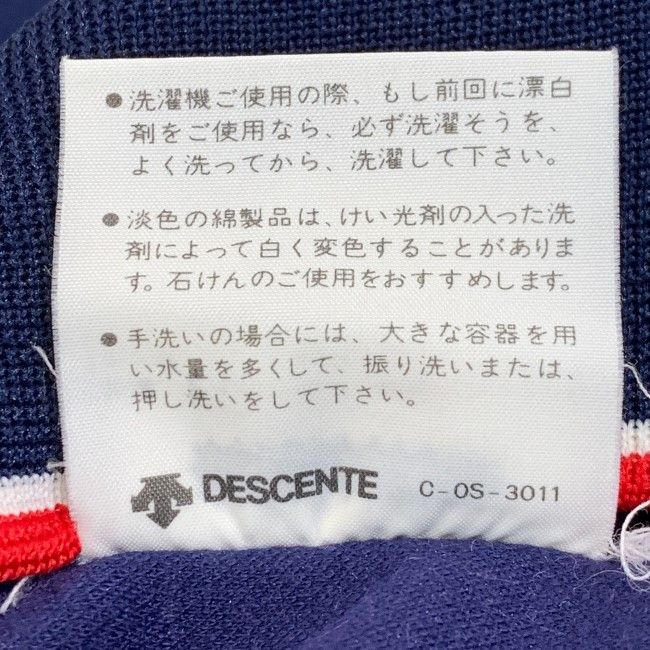 ●洗濯機ご使用の際、もし前回に漂白
剤をご使用なら、必ず洗濯そうを、
よく洗ってから、洗濯して下さい。
●淡色の綿製品は、けい光剤の入った洗
剤によって白く変色することがありま
す。石けんのご使用をおすすめします。
●手洗いの場合には、大きな容器を用
い水量を多くして、振り洗いまたは、
押し洗いをして下さい。
DESCENTE C-OS-3011